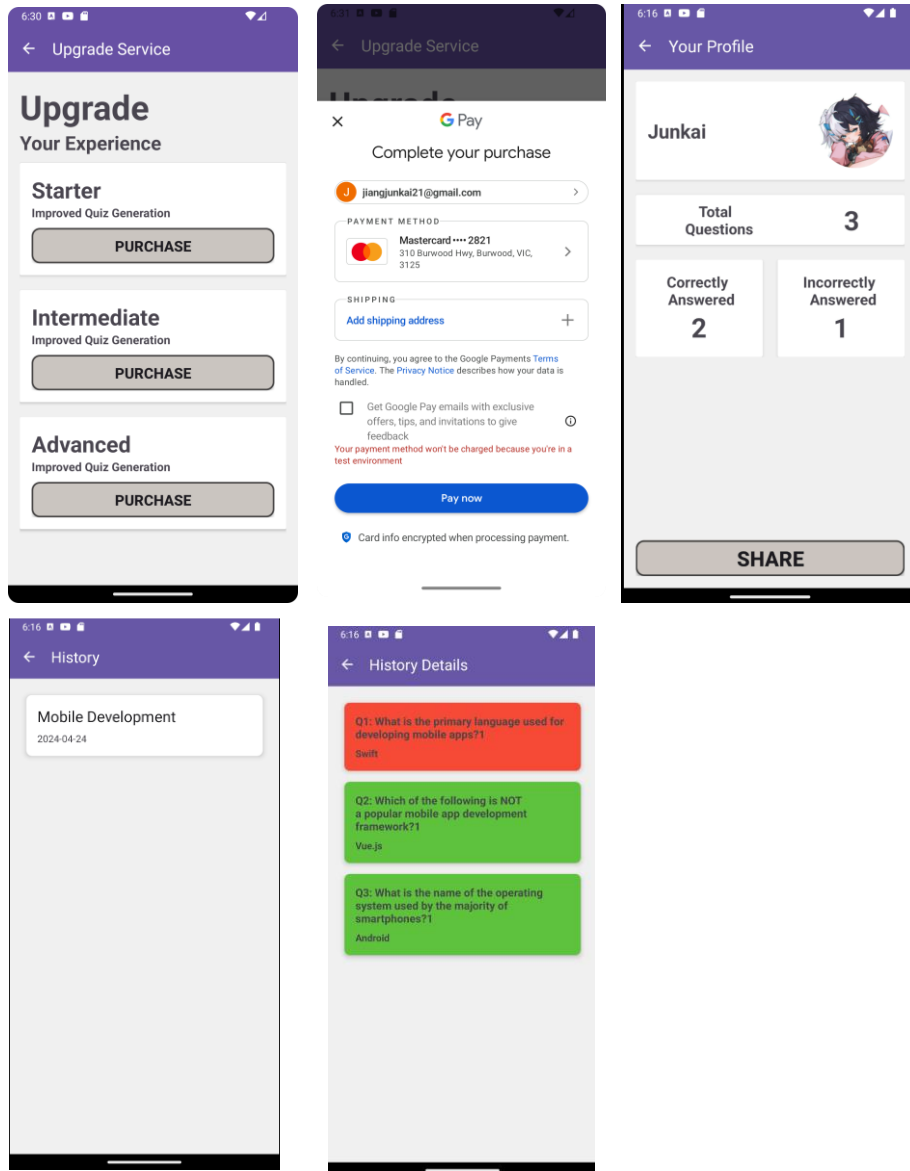 6:30
Upgrade Service
Upgrade
Your Experience
Starter
Improved Quiz Generation
PURCHASE
Intermediate
Improved Quiz Generation
PURCHASE
Advanced
Improved Quiz Generation
PURCHASE
6:31
Upgrade Service
G Pay
Complete your purchase
J jiangjunkai21@gmail.com
PAYMENT METHOD
Mastercard •••• 2821
310 Burwood Hwy, Burwood, VIC,
3125
SHIPPING
Add shipping address
By continuing, you agree to the Google Payments Terms
of Service. The Privacy Notice describes how your data is
handled.
Get Google Pay emails with exclusive
offers, tips, and invitations to give
feedback
Your payment method won't be charged because you're in a
test environment
Pay now
Card info encrypted when processing payment.
6:16
Your Profile
Junkai
Total
Questions
3
Correctly
Answered
2
Incorrectly
Answered
1
SHARE
6:16
History
Mobile Development
2024-04-24
6:16
History Details
Q1: What is the primary language used for
developing mobile apps?1
Swift
Q2: Which of the following is NOT
a popular mobile app development
framework?1
Vue.js
Q3: What is the name of the operating
system used by the majority of
smartphones?1
Android